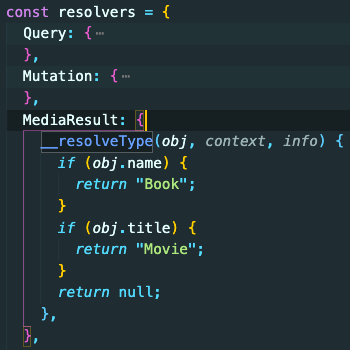 const resolvers = {
  Query: {⋯
  },
  Mutation: {⋯
  },
  MediaResult: {
    __resolveType(obj, context, info) {
      if (obj.name) {
        return "Book";
      }
      if (obj.title) {
        return "Movie";
      }
      return null;
    },
  },